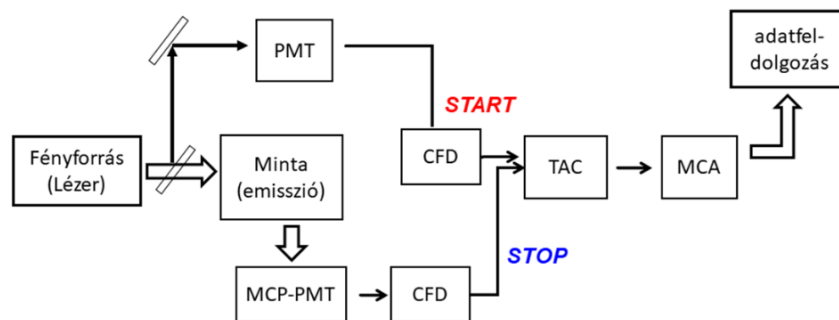 adatfel-
dolgozás
PMT
START
Fényforrás
(Lézer)
Minta
(emisszió)
CFD
TAC
MCA
STOP
MCP-PMT
CFD